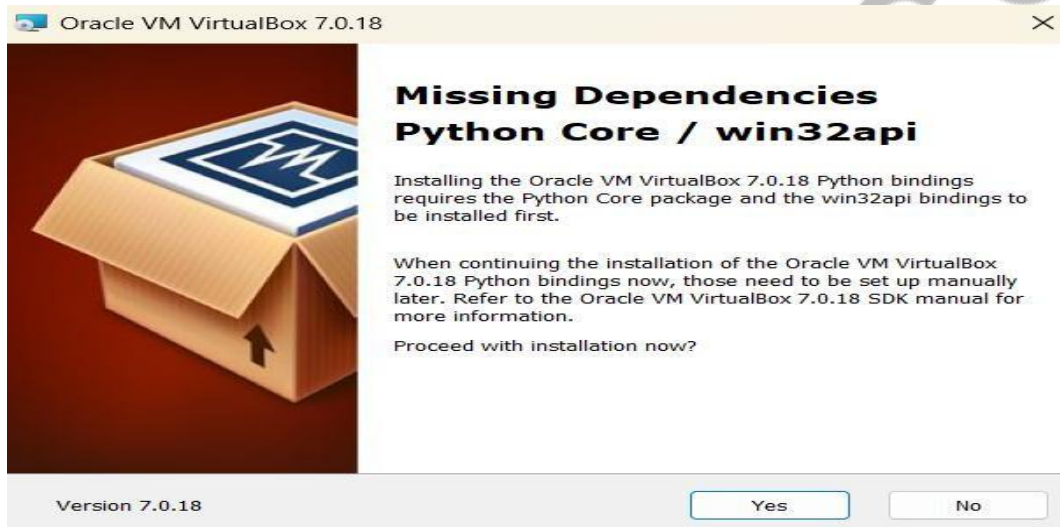 Oracle VM VirtualBox 7.0.18
Missing Dependencies
Python Core / win32api
Installing the Oracle VM VirtualBox 7.0.18 Python bindings
requires the Python Core package and the win32api bindings to
be installed first.
When continuing the installation of the Oracle VM VirtualBox
7.0.18 Python bindings now, those need to be set up manually
later. Refer to the Oracle VM VirtualBox 7.0.18 SDK manual for
more information.
Proceed with installation now?
Version 7.0.18
Yes
No